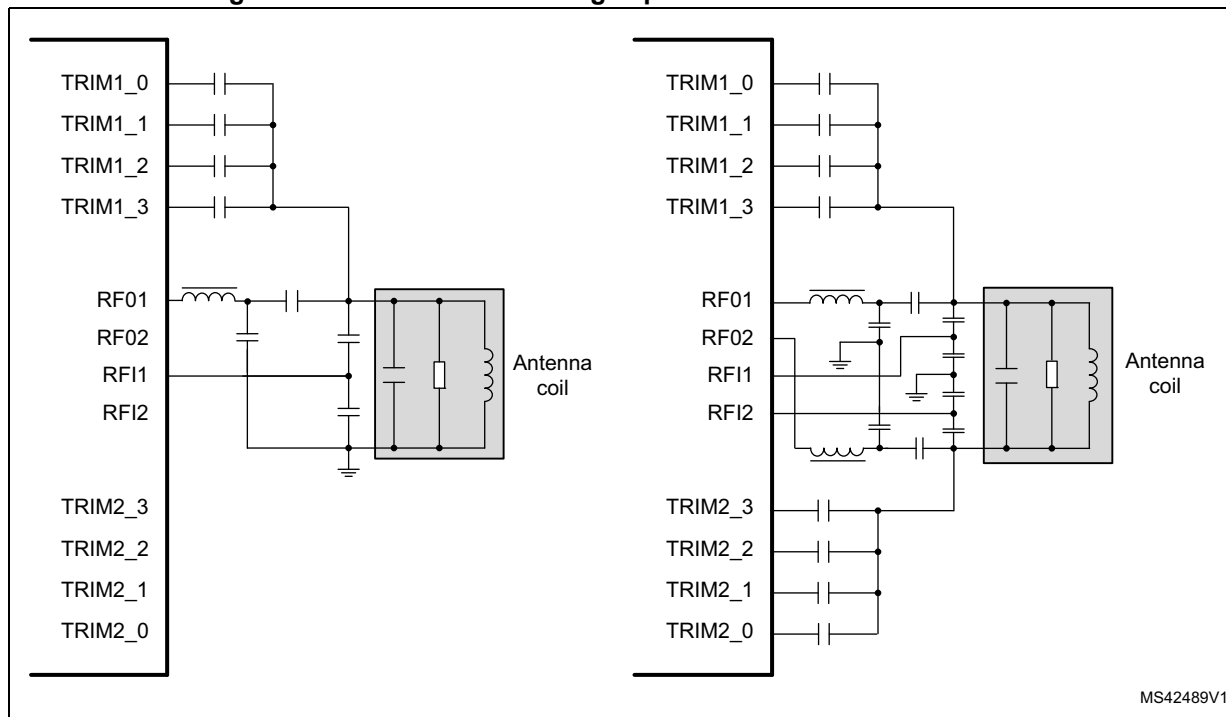 TRIM1_0
TRIM1_1
TRIM1_2
TRIM1_3
RF01
RF02
RFI1
RFI2
TRIM2_3
TRIM2_2
TRIM2_1
TRIM2_0
Antenna
coil
TRIM1_0
TRIM1_1
TRIM1_2
TRIM1_3
RF01
RF02
RFI1
RFI2
TRIM2_3
TRIM2_2
TRIM2_1
TRIM2_0
Antenna
coil
MS42489V1